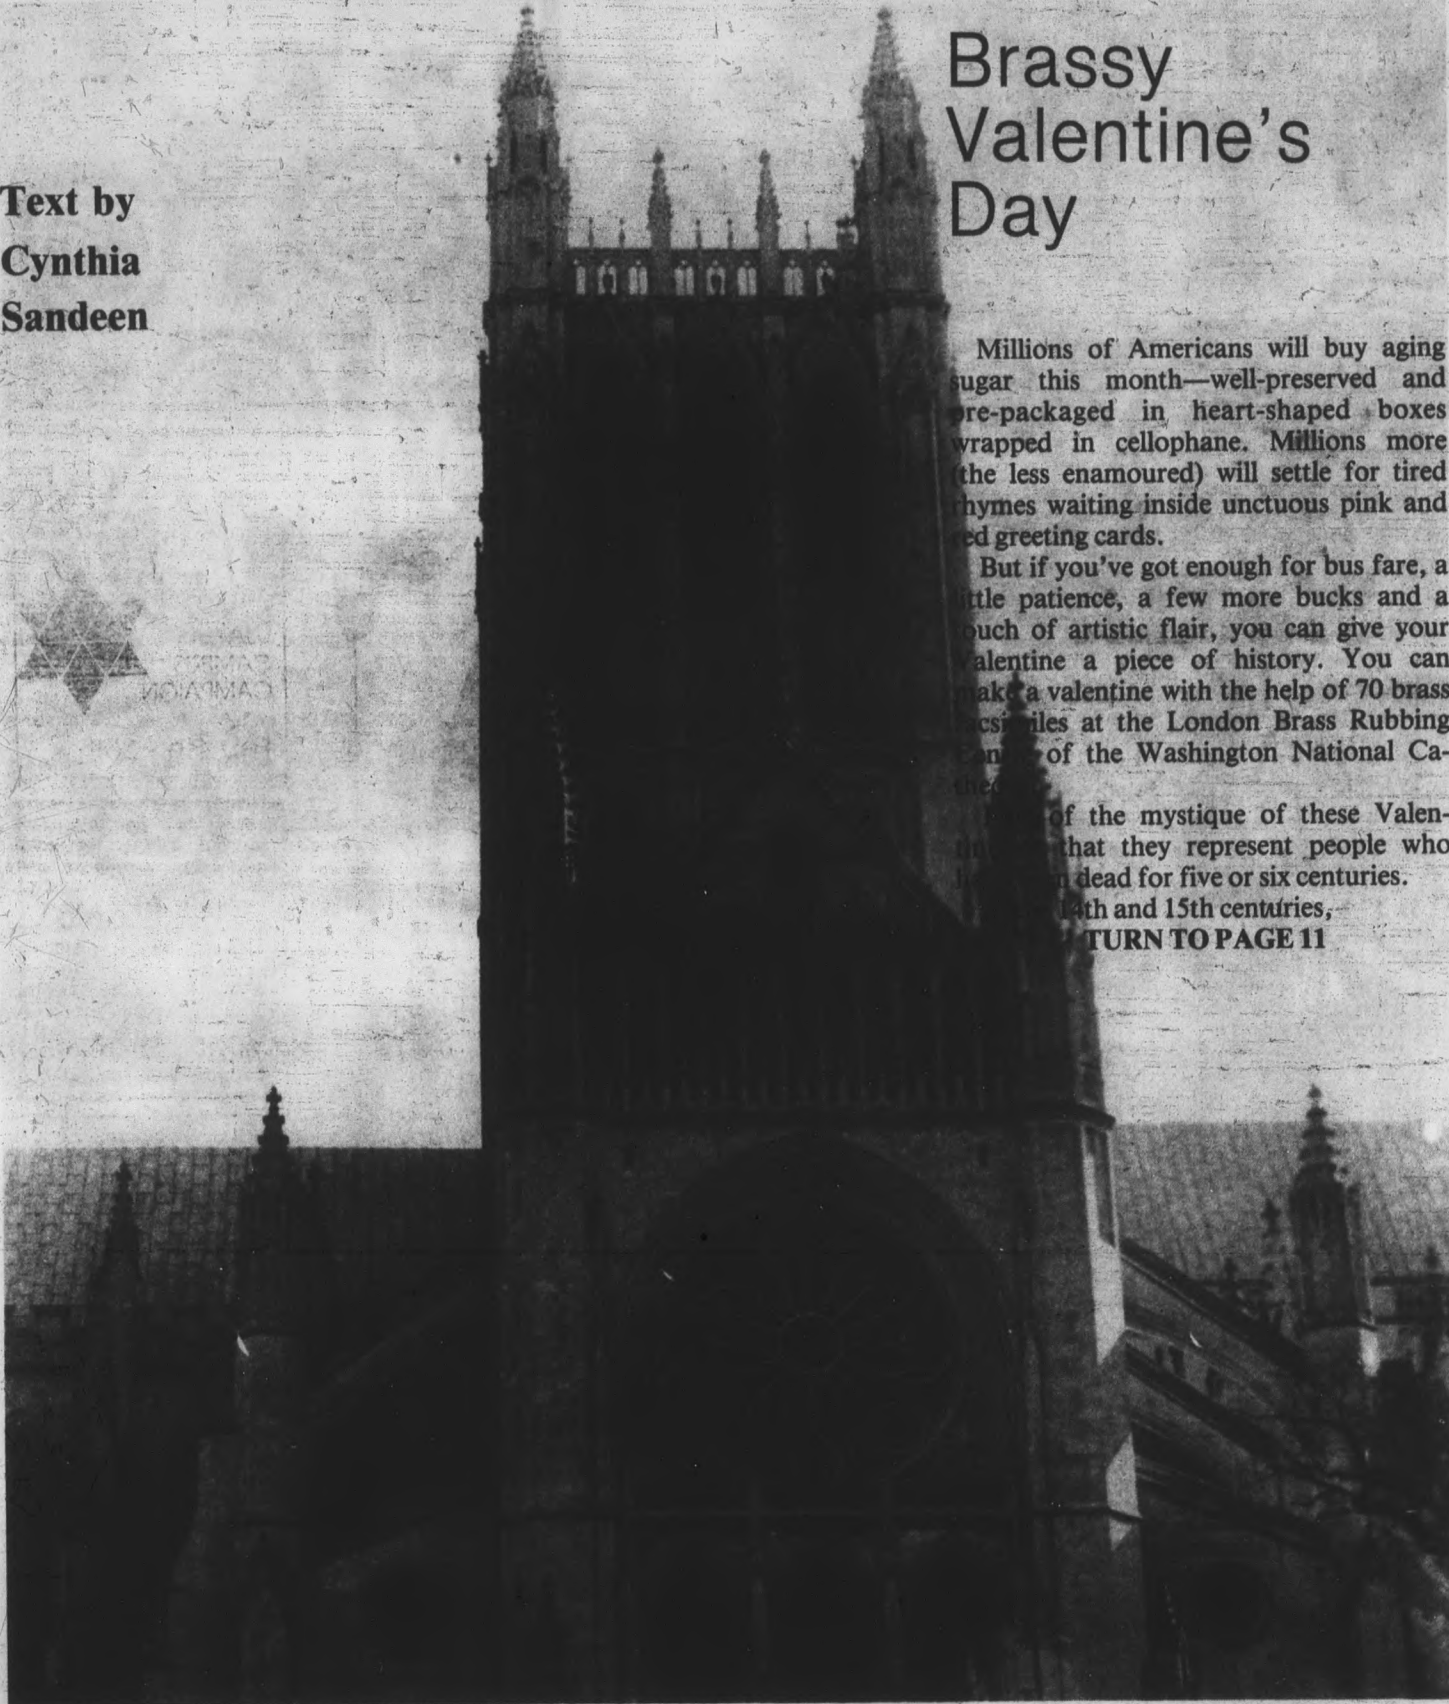 Brassy
Valentine's
Day
Text by
Cynthia
Sandeen
Millions of American will buy aging
sugar this month—well-preserved and
pre-packaged in heart-shaped boxes
wrapped in cellophane. Millions more
(the less enamoured) will settle for tired
rhymes waiting inside unctuous pink and
red greeting cards.
But if you've got enough for bus fare, a
little patience, a few more bucks and a
touch of artistic flair, you can give your
valentine a piece of history. You can
make a valentine with the help of 70 brass
facsimiles at the London Brass Rubbing
of the Washington National Ca-
of the mystique of these Valen-
that they represent people who
dead for five or six centuries.
14th and 15th centuries,
TURN TO PAGE 11
CAMPAIGN